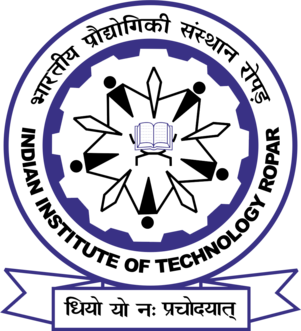 भारतीय प्रौद्योगिकी संस्थान रोपड़
INDIAN INSTITUTE OF TECHNOLOGY ROPAR
धियो यो नः प्रचोदयात्